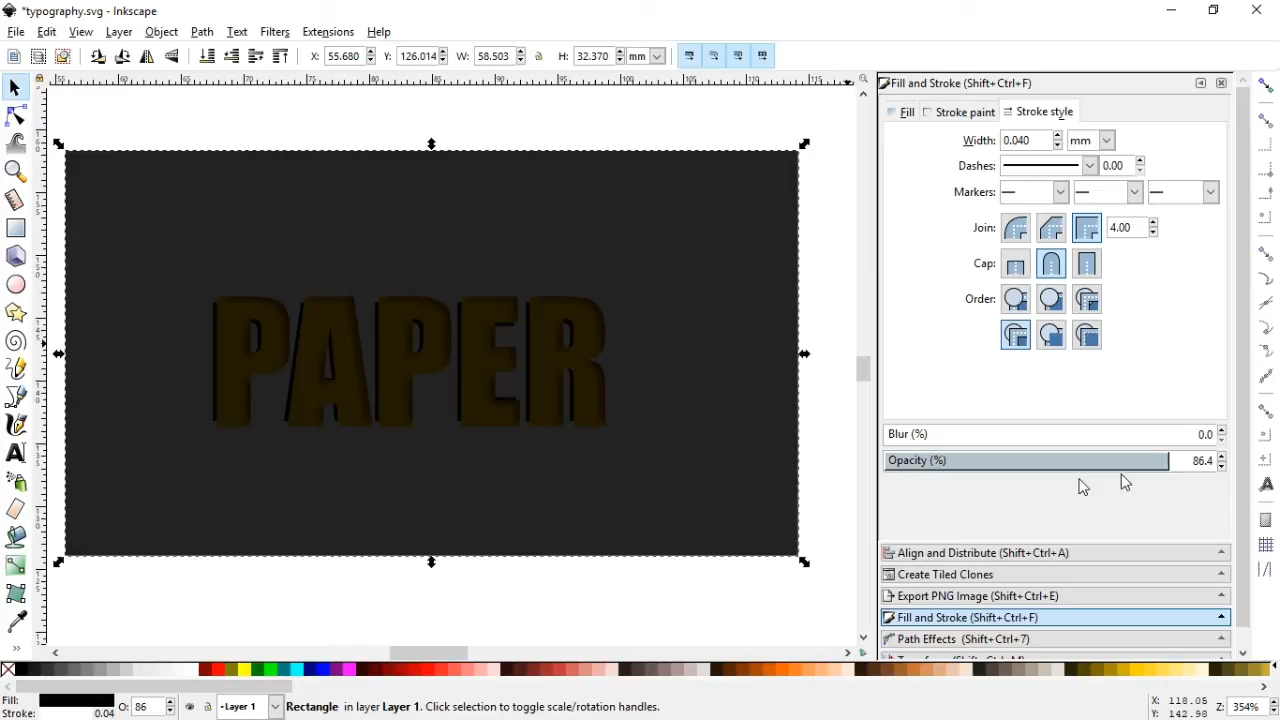 *typography.svg - Inkscape
File Edit View Layer Object Path Text Filters Extensions Help
X: 55.680 Y: 126.014 W: 58.503 H: 32.370 mm
Fill and Stroke (Shift+Ctrl+F)
Fill Stroke paint Stroke style
Width: 0.040 mm
Dashes: 0.00
Markers:
Join: 4.00
Cap:
Order:
PAPER
Blur (%) 0.0
Opacity (%) 86.4
Align and Distribute (Shift+Ctrl+A)
Create Tiled Clones
Export PNG Image (Shift+Ctrl+E)
Fill and Stroke (Shift+Ctrl+F)
Path Effects (Shift+Ctrl+7)
Fill: O: 86 Layer 1 Rectangle in layer Layer 1. Click selection to toggle scale/rotation handles. X: 118.05 Z: 354%
Stroke: 0.04 Y: 142.98